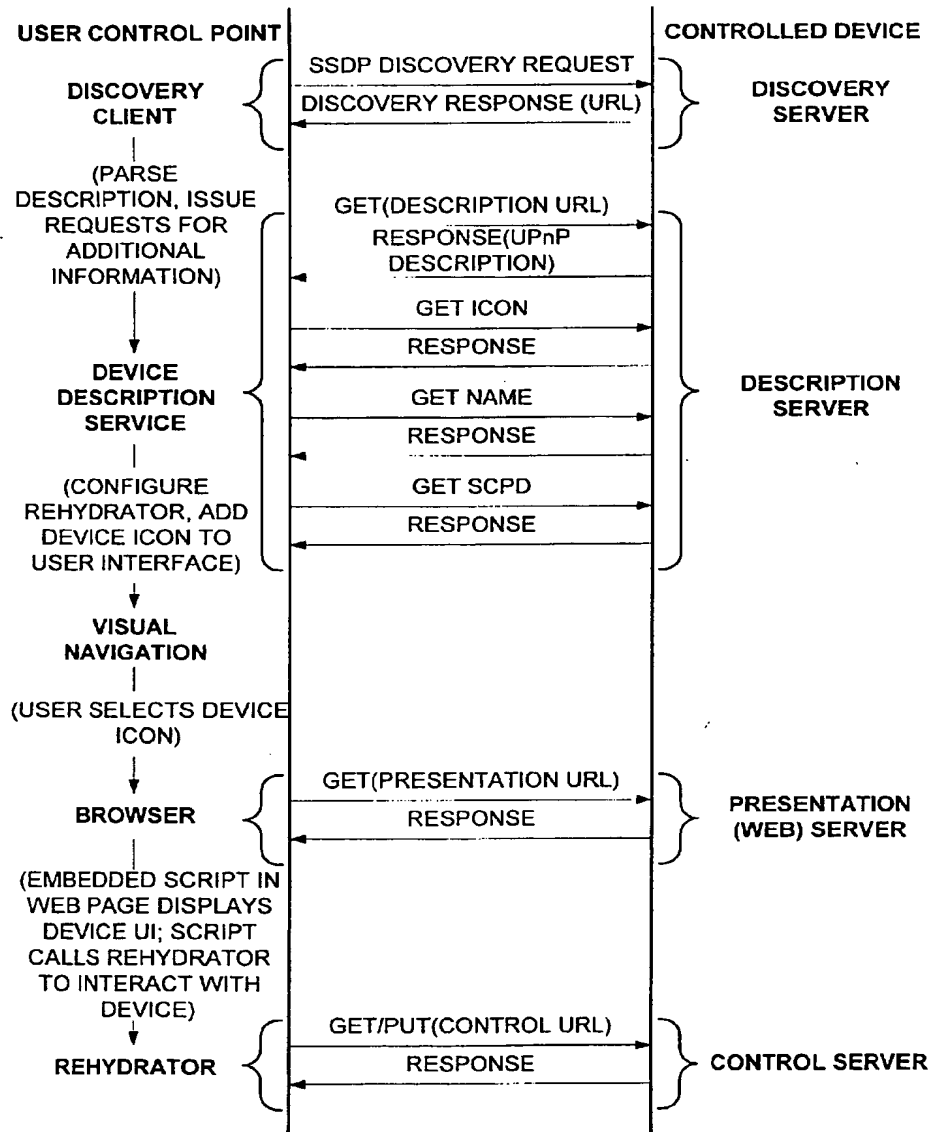 USER CONTROL POINT
CONTROLLED DEVICE
SSDP DISCOVERY REQUEST
DISCOVERY
CLIENT
DISCOVERY RESPONSE (URL)
DISCOVERY
SERVER
(PARSE
DESCRIPTION, ISSUE
REQUESTS FOR
ADDITIONAL
INFORMATION)
GET(DESCRIPTION URL)
RESPONSE(UPnP
DESCRIPTION)
GET ICON
RESPONSE
DEVICE
DESCRIPTION
SERVICE
GET NAME
RESPONSE
DESCRIPTION
SERVER
GET SCPD
RESPONSE
(CONFIGURE
REHYDRATOR, ADD
DEVICE ICON TO
USER INTERFACE)
VISUAL
NAVIGATION
(USER SELECTS DEVICE
ICON)
GET(PRESENTATION URL)
BROWSER
RESPONSE
PRESENTATION
(WEB) SERVER
(EMBEDDED SCRIPT IN
WEB PAGE DISPLAYS
DEVICE UI; SCRIPT
CALLS REHYDRATOR
TO INTERACT WITH
DEVICE)
GET/PUT(CONTROL URL)
REHYDRATOR
RESPONSE
CONTROL SERVER